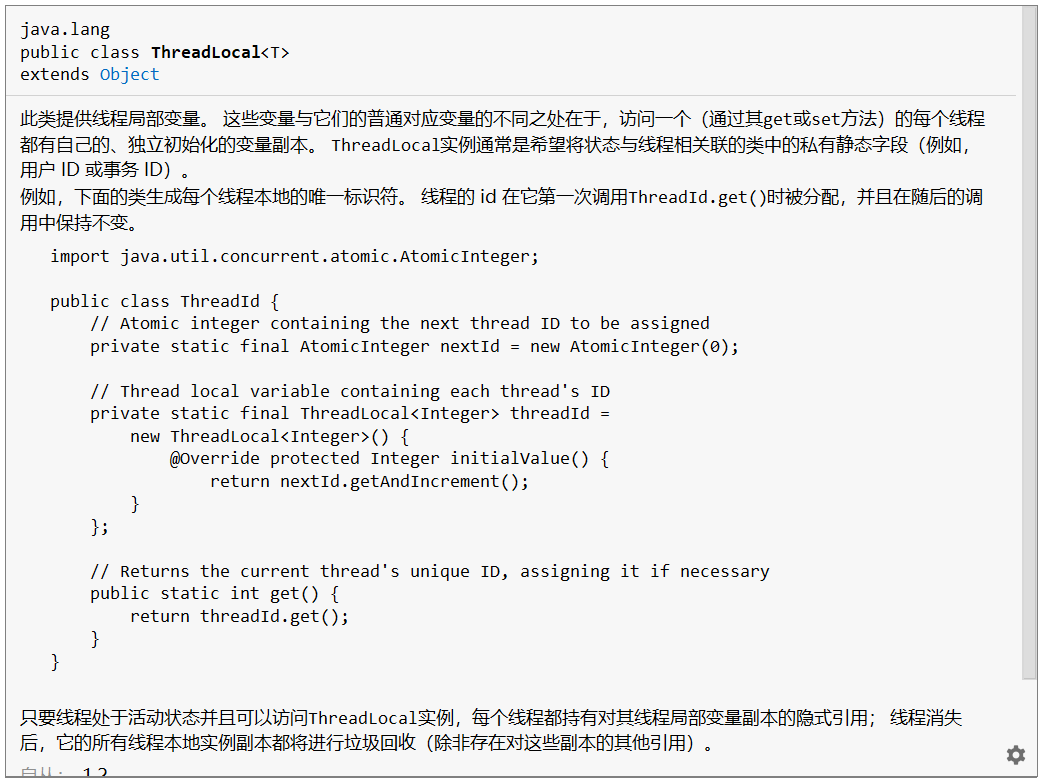 java.lang
public class ThreadLocal<T>
extends Object
此类提供线程局部变量。 这些变量与它们的普通对应变量的不同之处在于，访问一个（通过其get或set方法）的每个线程
都有自己的、独立初始化的变量副本。 ThreadLocal实例通常是希望将状态与线程相关联的类中的私有静态字段（例如，
用户 ID 或事务 ID）。
例如，下面的类生成每个线程本地的唯一标识符。 线程的 id 在它第一次调用ThreadId.get()时被分配，并且在随后的调
用中保持不变。
import java.util.concurrent.atomic.AtomicInteger;
public class ThreadId {
// Atomic integer containing the next thread ID to be assigned
private static final AtomicInteger nextId = new AtomicInteger(0);
// Thread local variable containing each thread's ID
private static final ThreadLocal<Integer> threadId =
new ThreadLocal<Integer>() {
@Override protected Integer initialValue() {
return nextId.getAndIncrement();
}
};
// Returns the current thread's unique ID, assigning it if necessary
public static int get() {
return threadId.get();
}
}
只要线程处于活动状态并且可以访问ThreadLocal实例，每个线程都持有对其线程局部变量副本的隐式引用； 线程消失
后，它的所有线程本地实例副本都将进行垃圾回收（除非存在对这些副本的其他引用）。
自从： 1.2